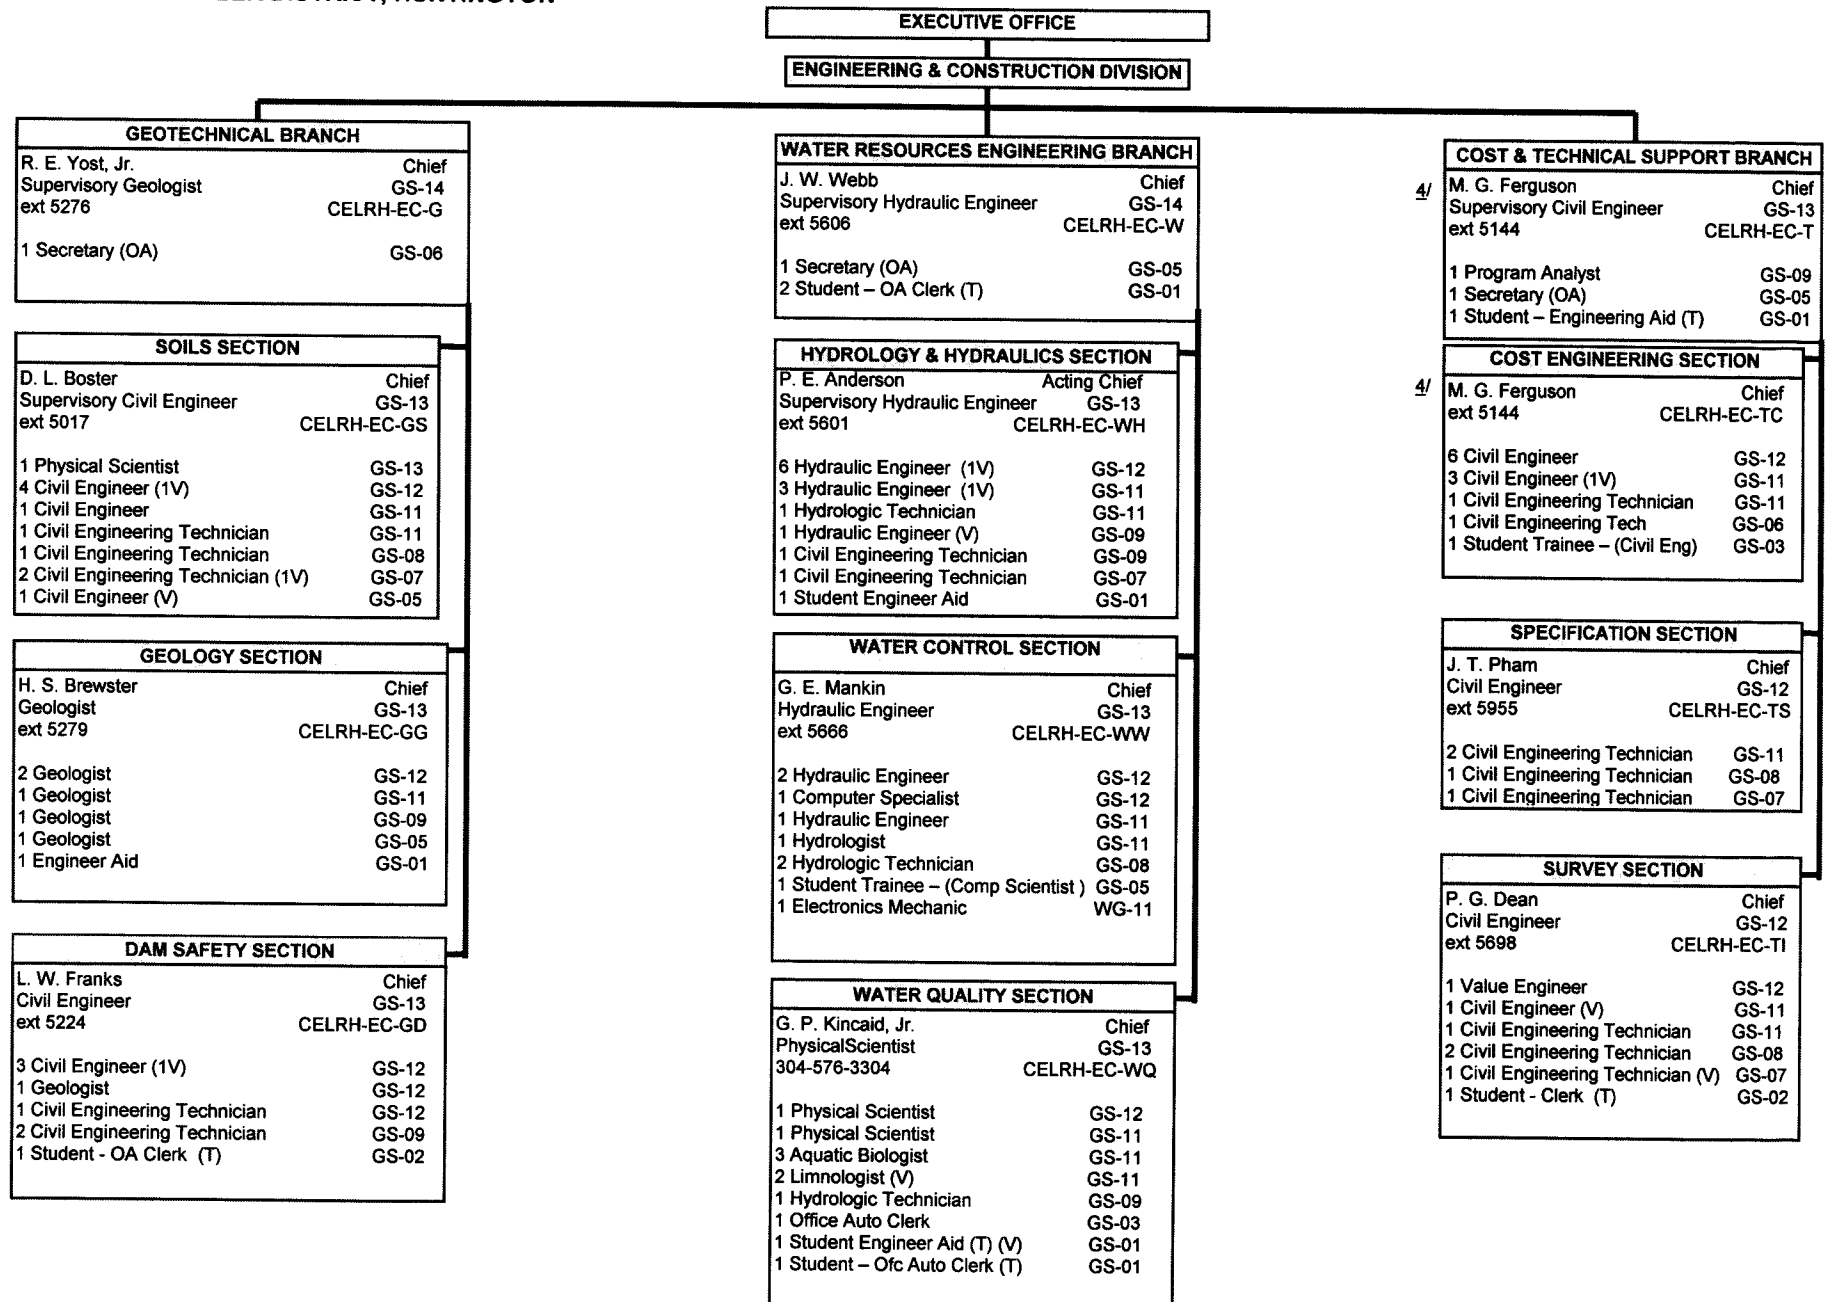 EXECUTIVE OFFICE
ENGINEERING & CONSTRUCTION DIVISION
GEOTECHNICAL BRANCH
R. E. Yost, Jr. Chief
Supervisory Geologist GS-14
ext 5276 CELRH-EC-G
1 Secretary (OA) GS-06
SOILS SECTION
D. L. Boster Chief
Supervisory Civil Engineer GS-13
ext 5017 CELRH-EC-GS
1 Physical Scientist GS-13
4 Civil Engineer (1V) GS-12
1 Civil Engineer GS-11
1 Civil Engineering Technician GS-11
1 Civil Engineering Technician GS-08
2 Civil Engineering Technician (1V) GS-07
1 Civil Engineer (V) GS-05
GEOLOGY SECTION
H. S. Brewster Chief
Geologist GS-13
ext 5279 CELRH-EC-GG
2 Geologist GS-12
1 Geologist GS-11
1 Geologist GS-09
1 Geologist GS-05
1 Engineer Aid GS-01
DAM SAFETY SECTION
L. W. Franks Chief
Civil Engineer GS-13
ext 5224 CELRH-EC-GD
3 Civil Engineer (1V) GS-12
1 Geologist GS-12
1 Civil Engineering Technician GS-12
2 Civil Engineering Technician GS-09
1 Student - OA Clerk (T) GS-02
WATER RESOURCES ENGINEERING BRANCH
J. W. Webb Chief
Supervisory Hydraulic Engineer GS-14
ext 5606 CELRH-EC-W
1 Secretary (OA) GS-05
2 Student – OA Clerk (T) GS-01
HYDROLOGY & HYDRAULICS SECTION
P. E. Anderson Acting Chief
Supervisory Hydraulic Engineer GS-13
ext 5601 CELRH-EC-WH
6 Hydraulic Engineer (1V) GS-12
3 Hydraulic Engineer (1V) GS-11
1 Hydrologic Technician GS-11
1 Hydraulic Engineer (V) GS-09
1 Civil Engineering Technician GS-09
1 Civil Engineering Technician GS-07
1 Student Engineer Aid GS-01
WATER CONTROL SECTION
G. E. Mankin Chief
Hydraulic Engineer GS-13
ext 5666 CELRH-EC-WW
2 Hydraulic Engineer GS-12
1 Computer Specialist GS-12
1 Hydraulic Engineer GS-11
1 Hydrologist GS-11
2 Hydrologic Technician GS-08
1 Student Trainee – (Comp Scientist ) GS-05
1 Electronics Mechanic WG-11
WATER QUALITY SECTION
G. P. Kincaid, Jr. Chief
PhysicalScientist GS-13
304-576-3304 CELRH-EC-WQ
1 Physical Scientist GS-12
1 Physical Scientist GS-11
3 Aquatic Biologist GS-11
2 Limnologist (V) GS-11
1 Hydrologic Technician GS-09
1 Office Auto Clerk GS-03
1 Student Engineer Aid (T) (V) GS-01
1 Student – Ofc Auto Clerk (T) GS-01
COST & TECHNICAL SUPPORT BRANCH
4/ M. G. Ferguson Chief
Supervisory Civil Engineer GS-13
ext 5144 CELRH-EC-T
1 Program Analyst GS-09
1 Secretary (OA) GS-05
1 Student – Engineering Aid (T) GS-01
COST ENGINEERING SECTION
4/ M. G. Ferguson Chief
ext 5144 CELRH-EC-TC
6 Civil Engineer GS-12
3 Civil Engineer (1V) GS-11
1 Civil Engineering Technician GS-11
1 Civil Engineering Tech GS-06
1 Student Trainee – (Civil Eng) GS-03
SPECIFICATION SECTION
J. T. Pham Chief
Civil Engineer GS-12
ext 5955 CELRH-EC-TS
2 Civil Engineering Technician GS-11
1 Civil Engineering Technician GS-08
1 Civil Engineering Technician GS-07
SURVEY SECTION
P. G. Dean Chief
Civil Engineer GS-12
ext 5698 CELRH-EC-TI
1 Value Engineer GS-12
1 Civil Engineer (V) GS-11
1 Civil Engineering Technician GS-11
2 Civil Engineering Technician GS-08
1 Civil Engineering Technician (V) GS-07
1 Student - Clerk (T) GS-02